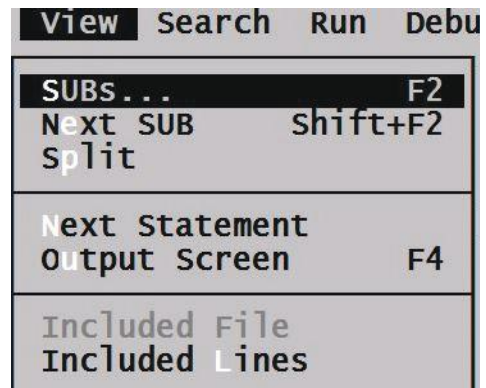 View Search Run Debu
SUBs... F2
Next SUB Shift+F2
Split
Next Statement
Output Screen F4
Included File
Included Lines